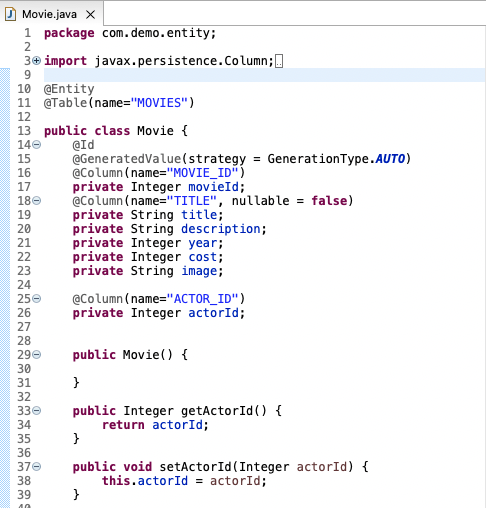 Movie.java
1 package com.demo.entity;
2
3 import javax.persistence.Column;
9
10 @Entity
11 @Table(name="MOVIES")
12
13 public class Movie {
14 @Id
15 @GeneratedValue(strategy = GenerationType.AUTO)
16 @Column(name="MOVIE_ID")
17 private Integer movieId;
18 @Column(name="TITLE", nullable = false)
19 private String title;
20 private String description;
21 private Integer year;
22 private Integer cost;
23 private String image;
24
25 @Column(name="ACTOR_ID")
26 private Integer actorId;
27
28
29 public Movie() {
30
31 }
32
33 public Integer getActorId() {
34 return actorId;
35 }
36
37 public void setActorId(Integer actorId) {
38 this.actorId = actorId;
39 }